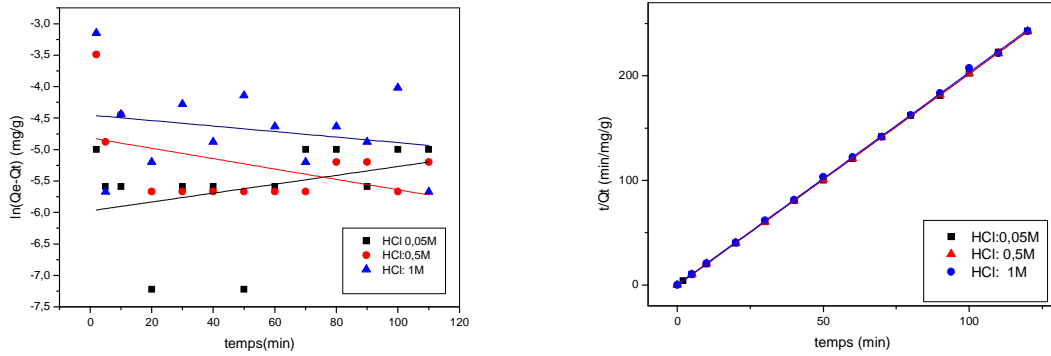 -3,0
-3,5
-4,0
-4,5
-5,0
-5,5
-6,0
-6,5
-7,0
-7,5
ln(Qe-Qt) (mg/g)
0
20
40
60
80
100
120
temps(min)
HCl 0,05M
HCl:0,5M
HCl: 1M
200
100
0
t/Qt (min/mg/g)
0
50
100
temps (min)
HCl:0,05M
HCl: 0,5M
HCl: 1M